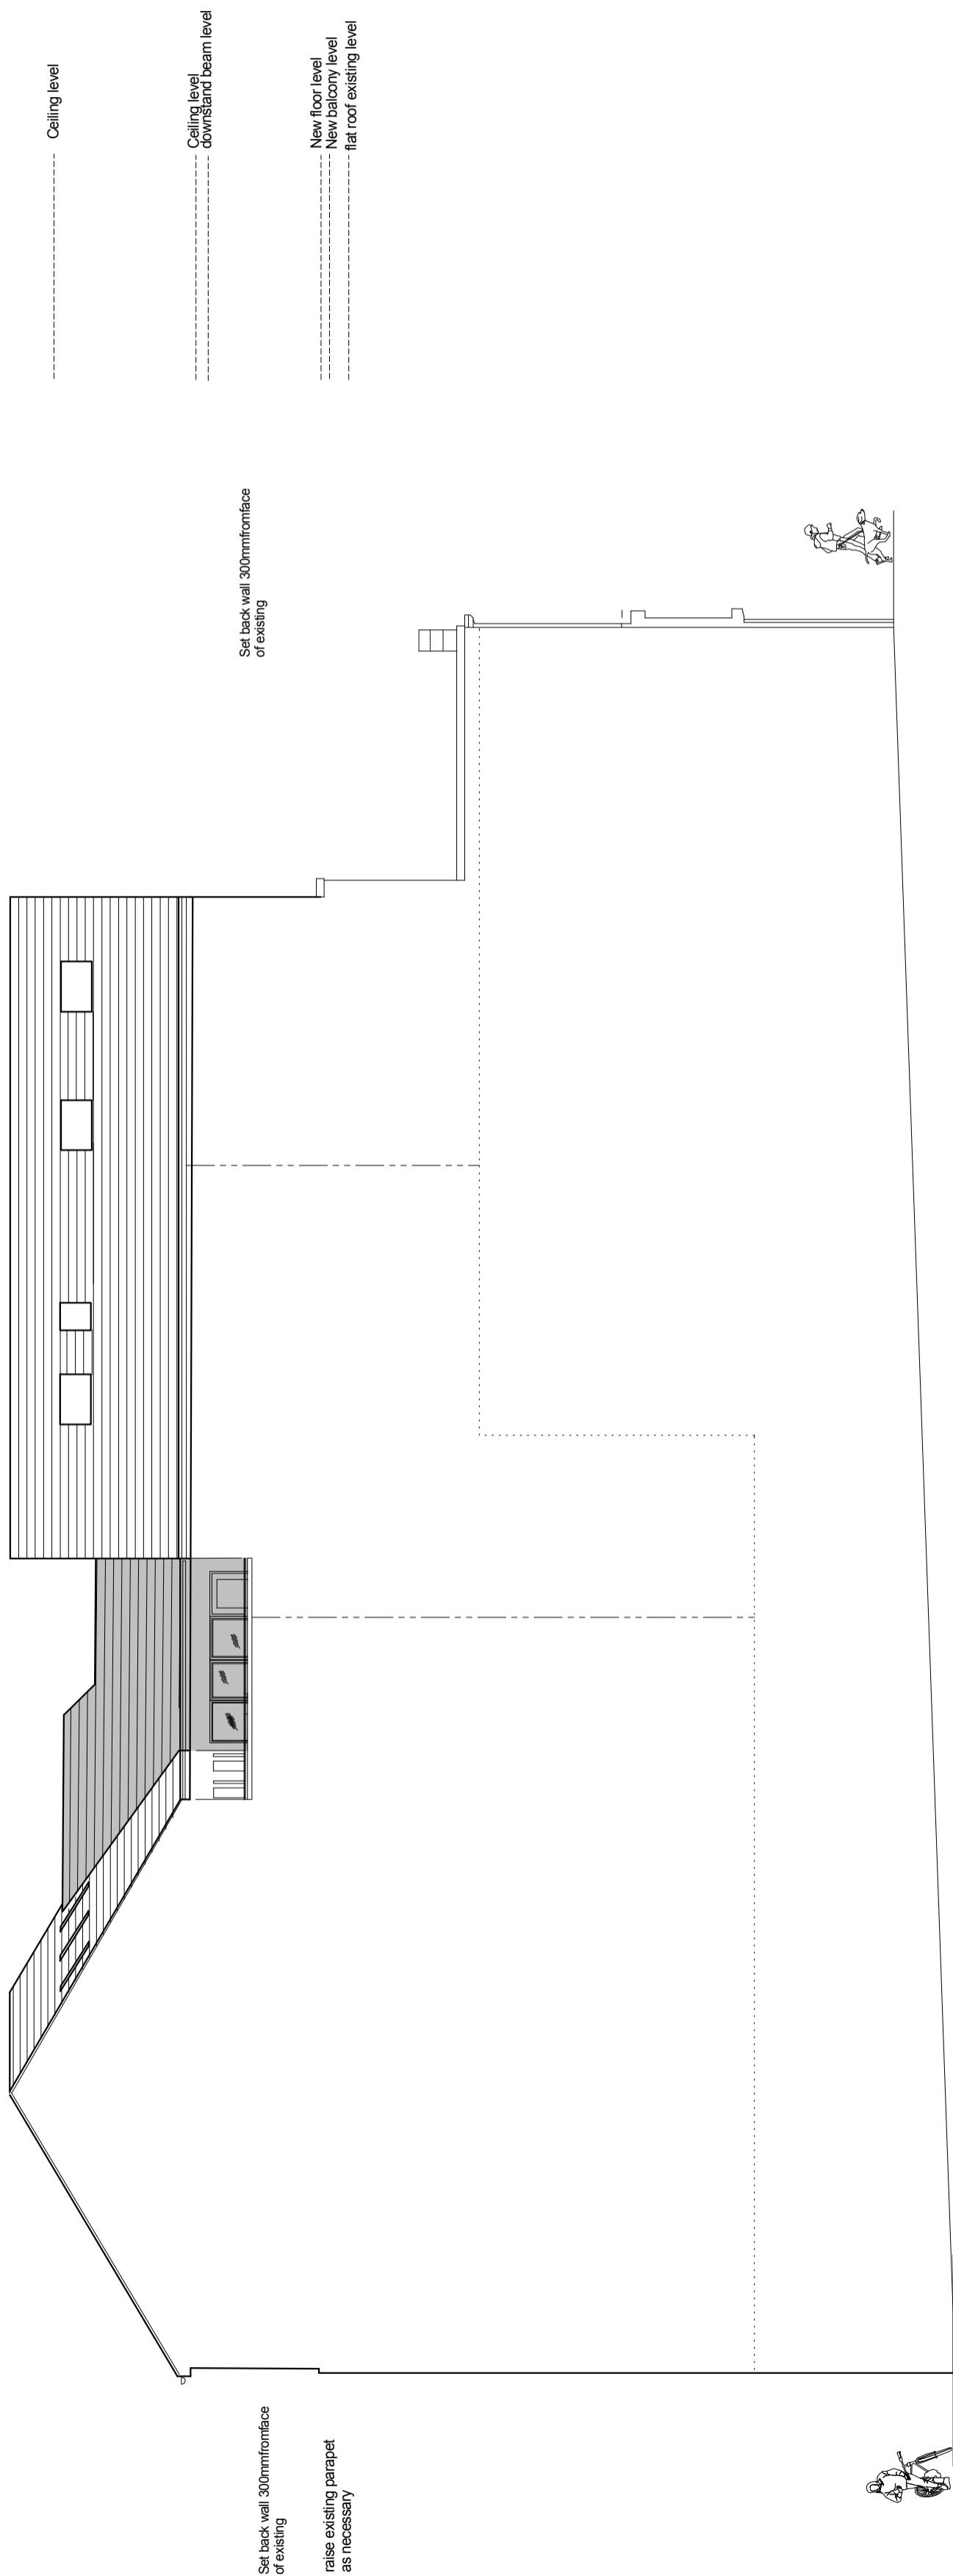 Ceiling level
Ceiling level
downstand beam level
New floor level
New balcony level
flat roof existing level
Set back wall 300mmfromface
of existing
Set back wall 300mmfromface
of existing
raise existing parapet
as necessary